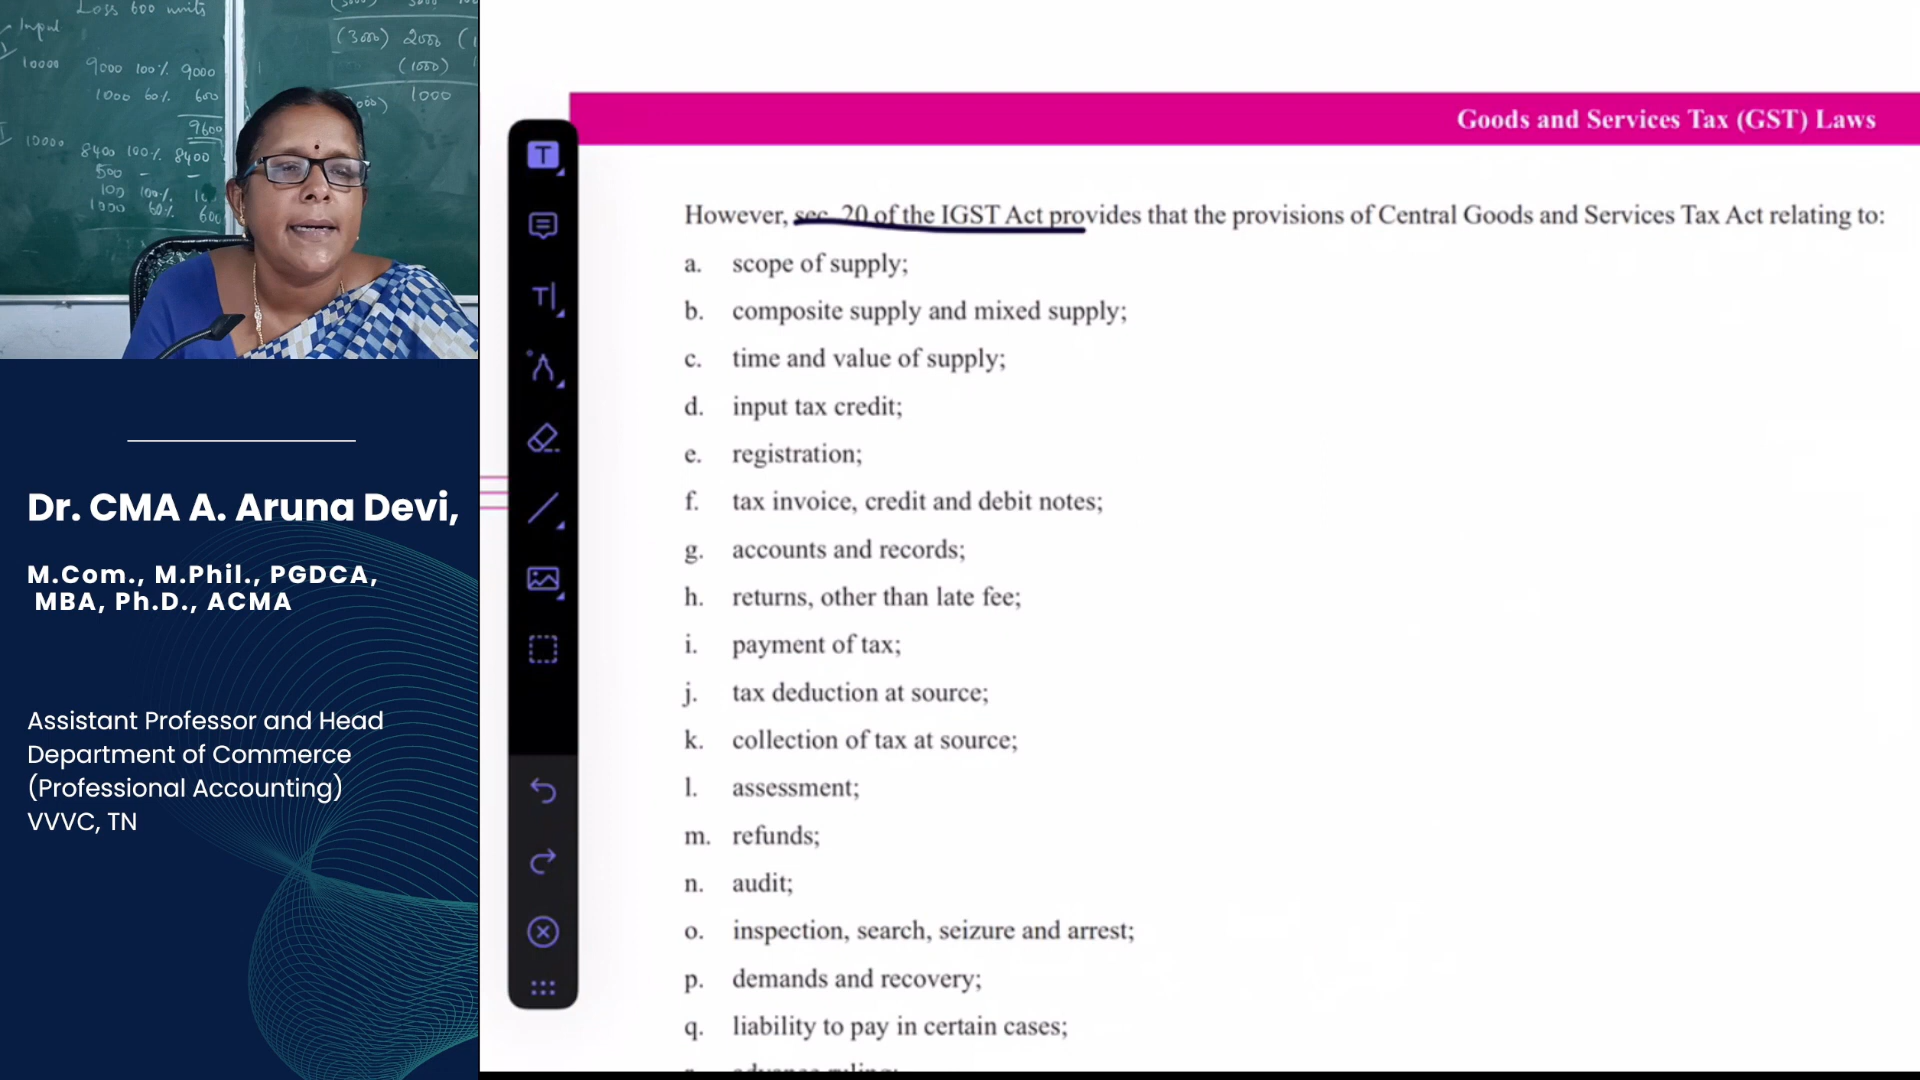 Loss 600 units
Input
10000 9000 100% 9000
1000 60% 600
9600
10000 8400 100% 8400
500 - -
100 100%
1000 60% 600
(3000) 2000
(1000)
1000
Dr. CMA A. Aruna Devi,
M.Com., M.Phil., PGDCA,
MBA, Ph.D., ACMA
Assistant Professor and Head
Department of Commerce
(Professional Accounting)
VVVC, TN
Goods and Services Tax (GST) Laws
However, sec. 20 of the IGST Act provides that the provisions of Central Goods and Services Tax Act relating to:
a. scope of supply;
b. composite supply and mixed supply;
c. time and value of supply;
d. input tax credit;
e. registration;
f. tax invoice, credit and debit notes;
g. accounts and records;
h. returns, other than late fee;
i. payment of tax;
j. tax deduction at source;
k. collection of tax at source;
l. assessment;
m. refunds;
n. audit;
o. inspection, search, seizure and arrest;
p. demands and recovery;
q. liability to pay in certain cases;